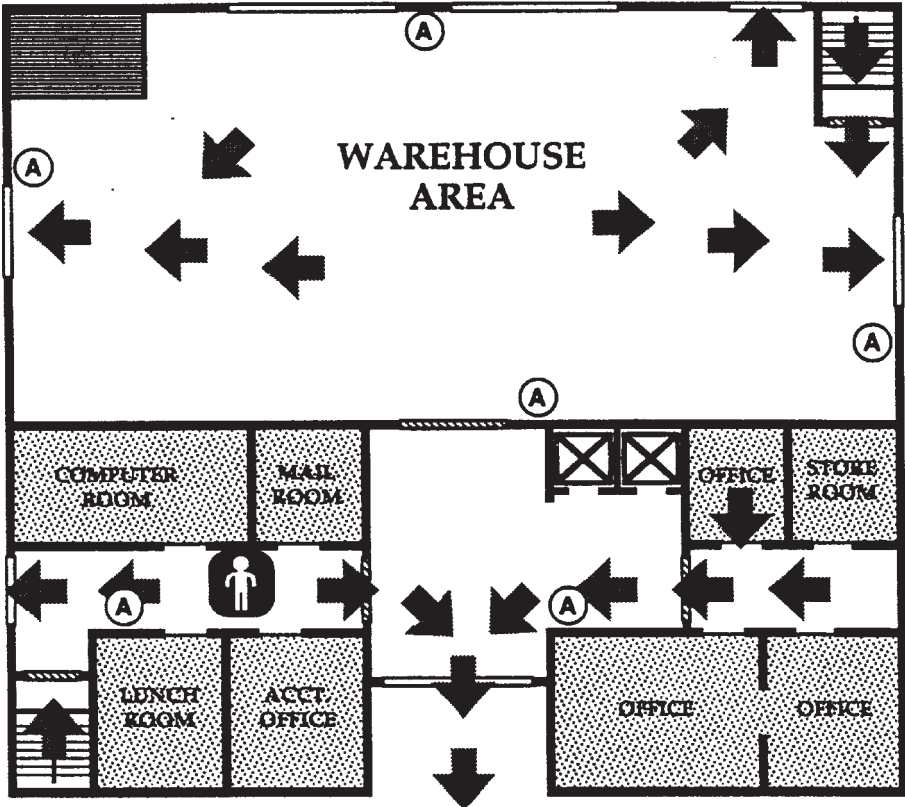 A
A
WAREHOUSE
AREA
A
A
COMPUTER
ROOM
MAIL
ROOM
OFFICE
STORE
ROOM
A
A
LUNCH
ROOM
ACCT
OFFICE
OFFICE
OFFICE